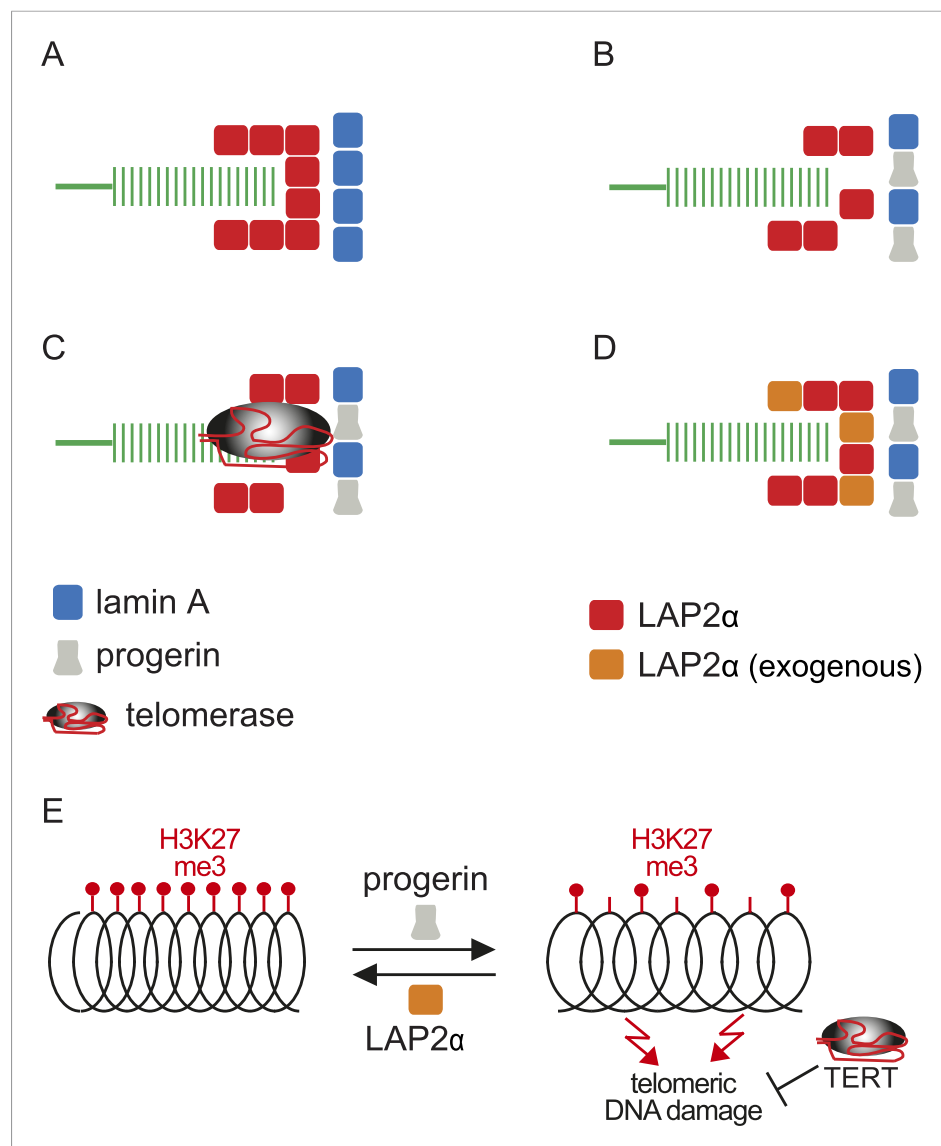 A
B
C
D
lamin A
progerin
telomerase
LAP2α
LAP2α (exogenous)
E
H3K27
me3
progerin
LAP2α
H3K27
me3
telomeric
DNA damage
TERT